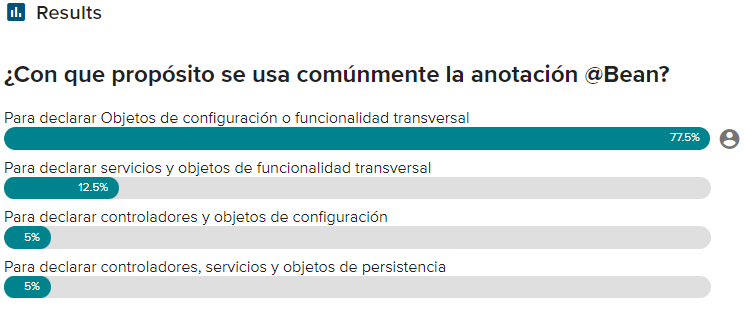 Results
¿Con que propósito se usa comúnmente la anotación @Bean?
Para declarar Objetos de configuración o funcionalidad transversal
77.5%
Para declarar servicios y objetos de funcionalidad transversal
12.5%
Para declarar controladores y objetos de configuración
5%
Para declarar controladores, servicios y objetos de persistencia
5%